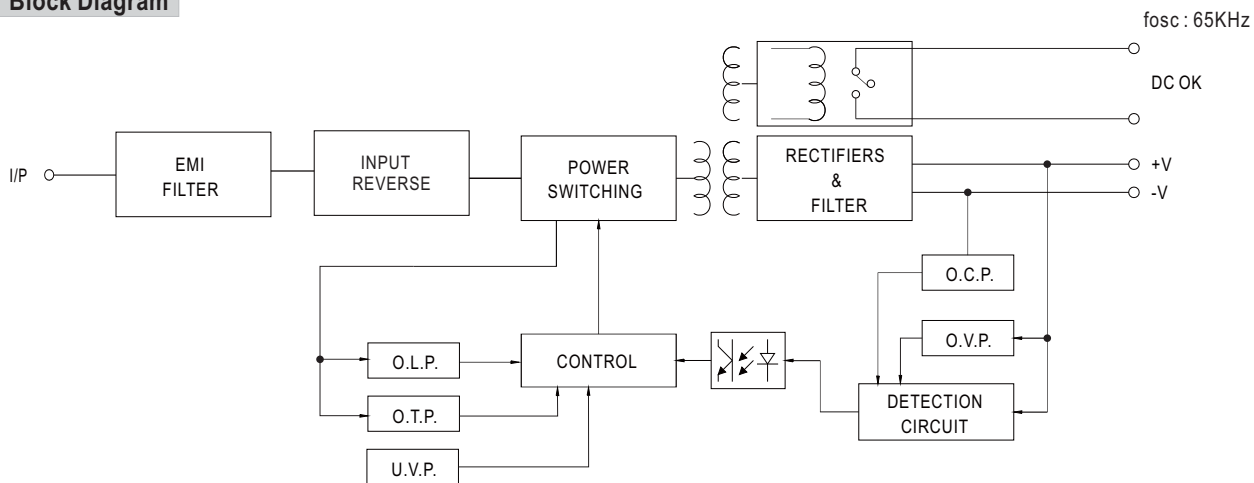 Block Diagram
fosc : 65KHz
DC OK
I/P
EMI
FILTER
INPUT
REVERSE
POWER
SWITCHING
RECTIFIERS
&
FILTER
+V
-V
O.C.P.
O.V.P.
O.L.P.
CONTROL
O.T.P.
DETECTION
CIRCUIT
U.V.P.